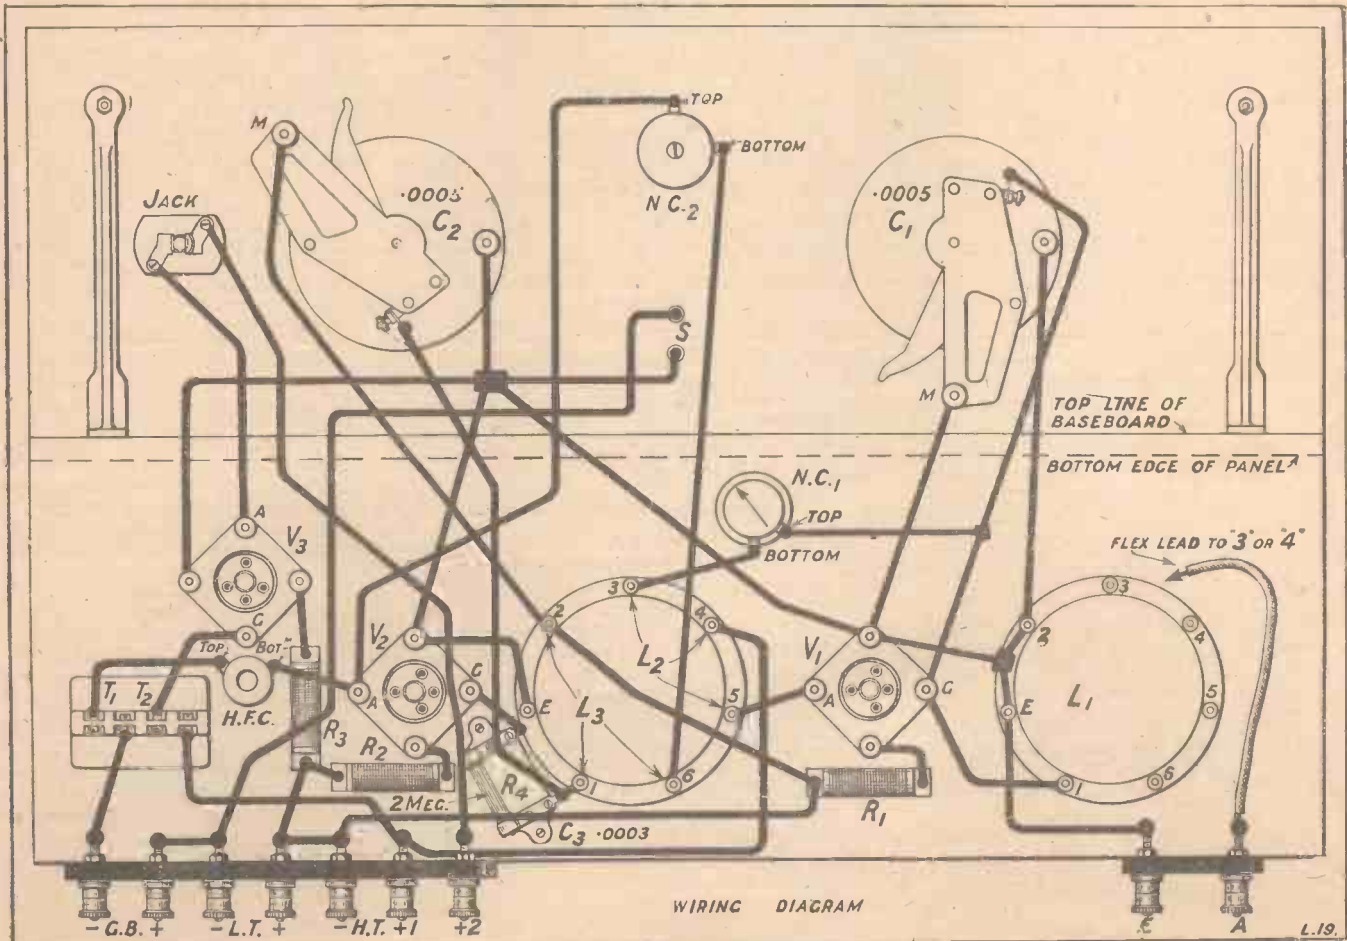 TOP
M
BOTTOM
JACK
.0005
C2
N C.2
.0005
C1
S
M
TOP LINE OF
BASEBOARD
BOTTOM EDGE OF PANEL
N.C.1
TOP
BOTTOM
FLEX LEAD TO "3" OR "4"
A
V3
G
TOP
BOT.
T1 T2
H.F.C.
R3
V2
A
G
R2
2 MEG.
R4
C3 .0003
E
1
2
3
4
5
6
L2
L3
V1
A
G
R1
L1
E
1
2
3
4
5
6
- G.B. + - L.T. + - H.T. +1 +2
E A
WIRING DIAGRAM
L.19.